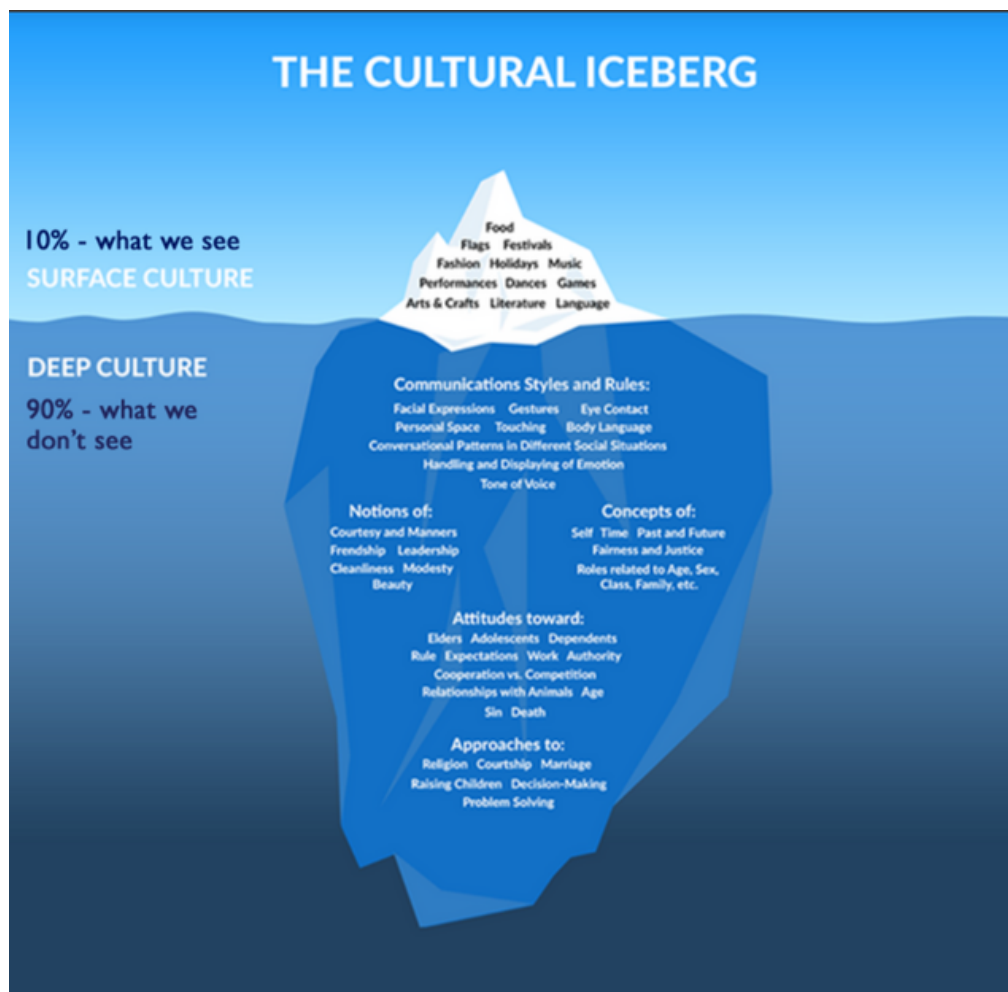 THE CULTURAL ICEBERG
10% - what we see
SURFACE CULTURE
Food
Flags Festivals
Fashion Holidays Music
Performances Dances Games
Arts & Crafts Literature Language
DEEP CULTURE
90% - what we
don't see
Communications Styles and Rules:
Facial Expressions Gestures Eye Contact
Personal Space Touching Body Language
Conversational Patterns in Different Social Situations
Handling and Displaying of Emotion
Tone of Voice
Notions of:
Courtesy and Manners
Frendship Leadership
Cleanliness Modesty
Beauty
Concepts of:
Self Time Past and Future
Fairness and Justice
Roles related to Age, Sex,
Class, Family, etc.
Attitudes toward:
Elders Adolescents Dependents
Rule Expectations Work Authority
Cooperation vs. Competition
Relationships with Animals Age
Sin Death
Approaches to:
Religion Courtship Marriage
Raising Children Decision-Making
Problem Solving